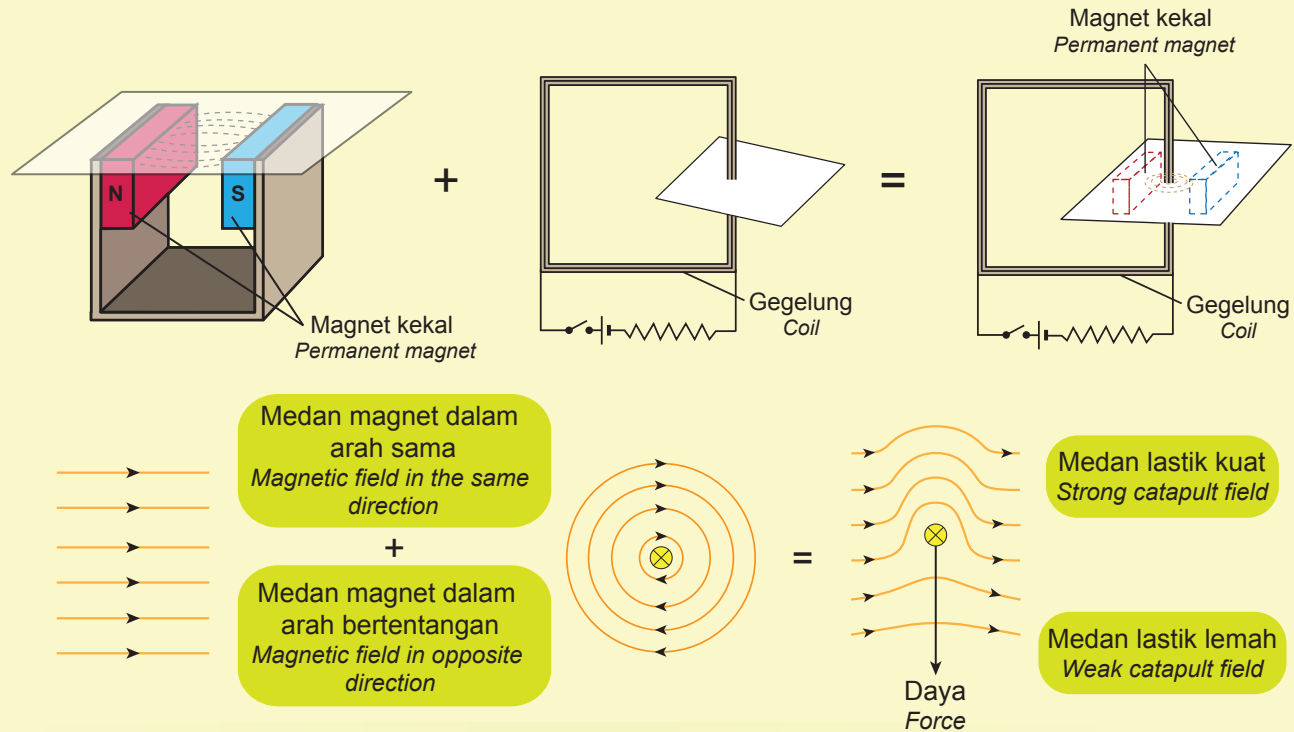 N
S
Magnet kekal
Permanent magnet
+
Gegelung
Coil
=
Magnet kekal
Permanent magnet
Gegelung
Coil
Medan magnet dalam
arah sama
Magnetic field in the same
direction
+
Medan magnet dalam
arah bertentangan
Magnetic field in opposite
direction
=
Medan lastik kuat
Strong catapult field
Medan lastik lemah
Weak catapult field
Daya
Force